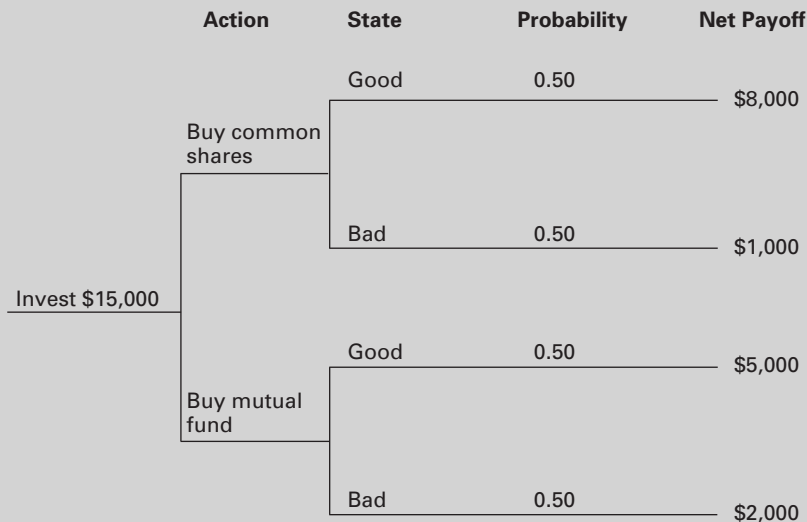 Action State Probability Net Payoff
Good 0.50
$8,000
Buy common
shares
Bad 0.50
$1,000
Invest $15,000
Good 0.50
$5,000
Buy mutual
fund
Bad 0.50
$2,000